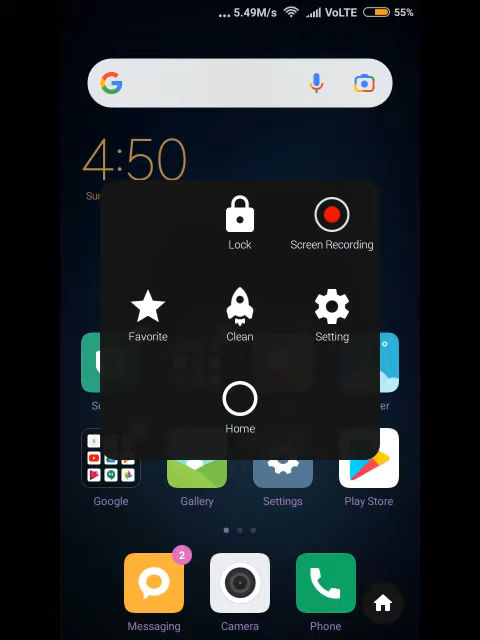 ... 5.49M/s VoLTE 55%
4:50
Lock
Screen Recording
Favorite
Clean
Setting
Home
Google
Gallery
Settings
Play Store
2
Messaging
Camera
Phone